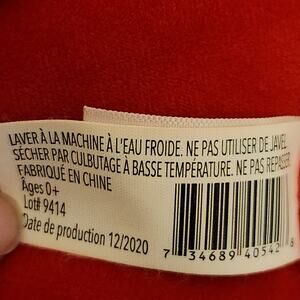 LAVER À LA MACHINE À L'EAU FROIDE. NE PAS UTILISER DE JAVEL
SÉCHER PAR CULBUTAGE À BASSE TEMPÉRATURE. NE PAS REPASSER
FABRIQUÉ EN CHINE
Âges 0+
Lot# 9414
Date de production 12/2020
7 34689 40542 8